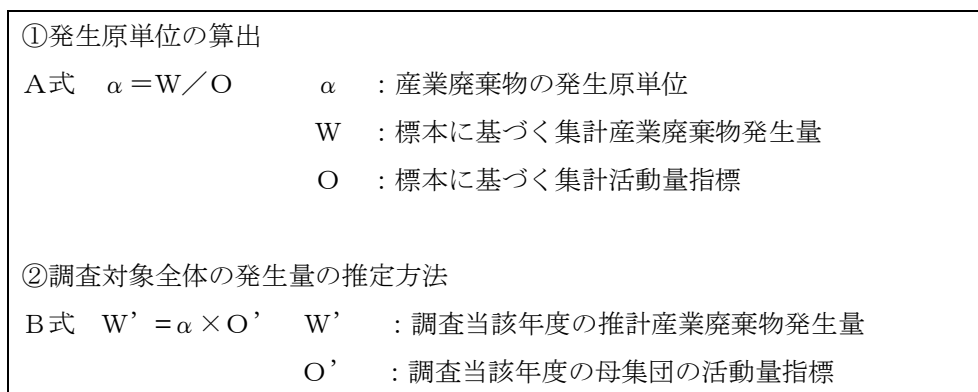 ①発生原単位の算出
A式 α＝W／O α ：産業廃棄物の発生原単位
W ：標本に基づく集計産業廃棄物発生量
O ：標本に基づく集計活動量指標
②調査対象全体の発生量の推定方法
B式 W’=α×O’ W’ ：調査当該年度の推計産業廃棄物発生量
O’ ：調査当該年度の母集団の活動量指標